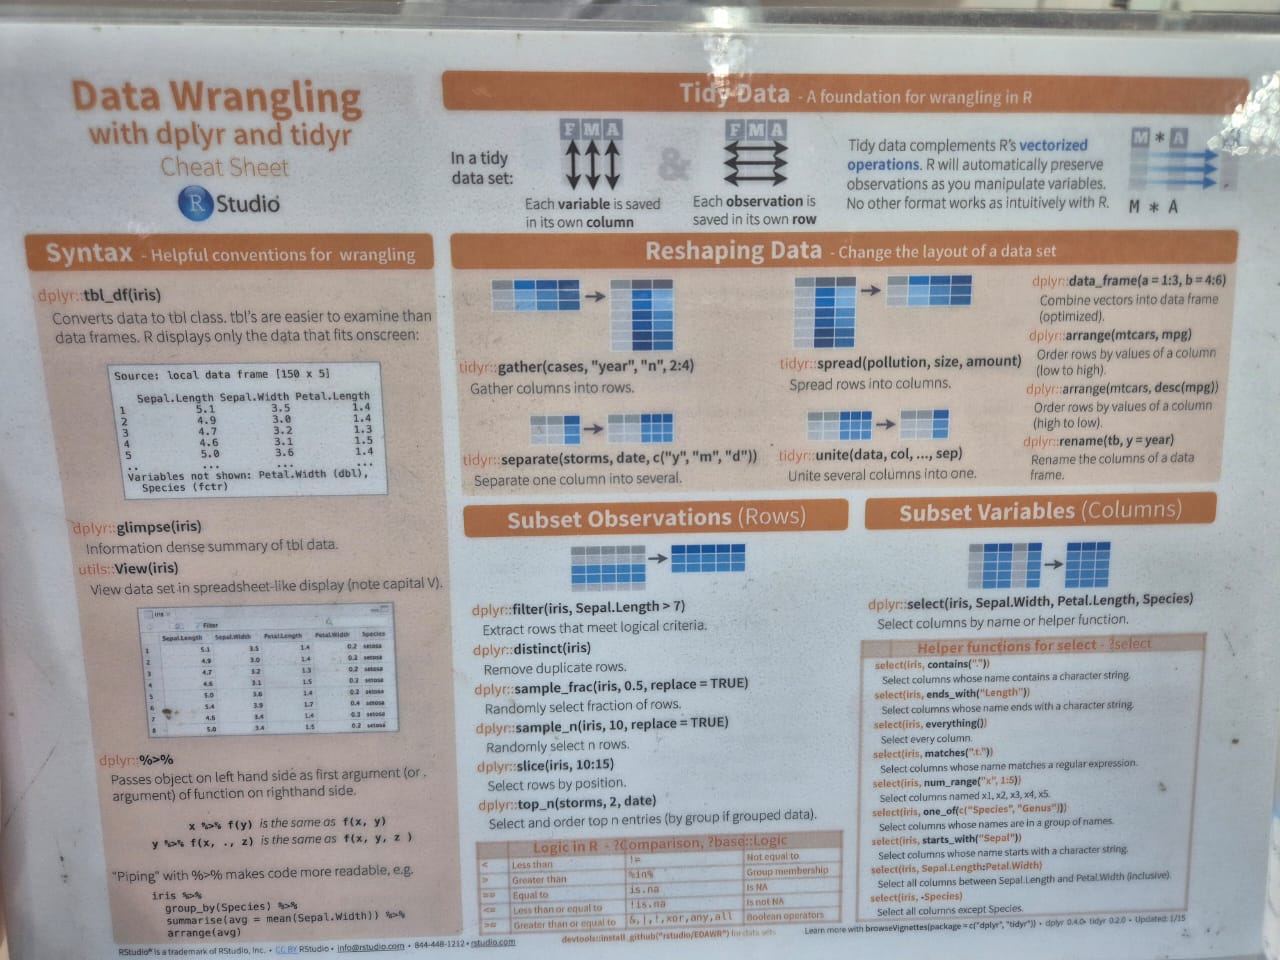 Data Wrangling
with dplyr and tidyr
Cheat Sheet
R Studio
Syntax - Helpful conventions for wrangling
dplyr::tbl_df(iris)
Converts data to tbl class. tbl's are easier to examine than
data frames. R displays only the data that fits onscreen:
Source: local data frame [150 x 5]
Sepal.Length Sepal.Width Petal.Length
1 5.1 3.5 1.4
2 4.9 3.0 1.4
3 4.7 3.2 1.3
4 4.6 3.1 1.5
5 5.0 3.6 1.4
.. ... ... ...
Variables not shown: Petal.Width (dbl),
Species (fctr)
dplyr::glimpse(iris)
Information dense summary of tbl data.
utils::View(iris)
View data set in spreadsheet-like display (note capital V).
iris
Filter
Sepal.Length Sepal.Width Petal.Length Petal.Width Species
1 5.1 3.5 1.4 0.2 setosa
2 4.9 3.0 1.4 0.2 setosa
3 4.7 3.2 1.3 0.2 setosa
4 4.6 3.1 1.5 0.2 setosa
5 5.0 3.6 1.4 0.2 setosa
6 5.4 3.9 1.7 0.4 setosa
7 4.6 3.4 1.4 0.3 setosa
8 5.0 3.4 1.5 0.2 setosa
dplyr::%>%
Passes object on left hand side as first argument (or .
argument) of function on righthand side.
x %>% f(y) is the same as f(x, y)
y %>% f(x, ., z) is the same as f(x, y, z )
"Piping" with %>% makes code more readable, e.g.
iris %>%
group_by(Species) %>%
summarise(avg = mean(Sepal.Width)) %>%
arrange(avg)
Tidy Data - A foundation for wrangling in R
In a tidy
data set:
F M A
Each variable is saved
in its own column
&
F M A
Each observation is
saved in its own row
Tidy data complements R's vectorized
operations. R will automatically preserve
observations as you manipulate variables.
No other format works as intuitively with R.
M * A
M * A
Reshaping Data - Change the layout of a data set
tidyr::gather(cases, "year", "n", 2:4)
Gather columns into rows.
tidyr::spread(pollution, size, amount)
Spread rows into columns.
tidyr::separate(storms, date, c("y", "m", "d"))
Separate one column into several.
tidyr::unite(data, col, ..., sep)
Unite several columns into one.
dplyr::data_frame(a = 1:3, b = 4:6)
Combine vectors into data frame
(optimized).
dplyr::arrange(mtcars, mpg)
Order rows by values of a column
(low to high).
dplyr::arrange(mtcars, desc(mpg))
Order rows by values of a column
(high to low).
dplyr::rename(tb, y = year)
Rename the columns of a data
frame.
Subset Observations (Rows)
dplyr::filter(iris, Sepal.Length > 7)
Extract rows that meet logical criteria.
dplyr::distinct(iris)
Remove duplicate rows.
dplyr::sample_frac(iris, 0.5, replace = TRUE)
Randomly select fraction of rows.
dplyr::sample_n(iris, 10, replace = TRUE)
Randomly select n rows.
dplyr::slice(iris, 10:15)
Select rows by position.
dplyr::top_n(storms, 2, date)
Select and order top n entries (by group if grouped data).
Logic in R - ?Comparison, ?base::Logic
< Less than != Not equal to
> Greater than %in% Group membership
== Equal to is.na Is NA
<= Less than or equal to !is.na Is not NA
>= Greater than or equal to &,|,!,xor,any,all Boolean operators
Subset Variables (Columns)
dplyr::select(iris, Sepal.Width, Petal.Length, Species)
Select columns by name or helper function.
Helper functions for select - ?select
select(iris, contains("."))
Select columns whose name contains a character string.
select(iris, ends_with("Length"))
Select columns whose name ends with a character string.
select(iris, everything())
Select every column.
select(iris, matches(".t."))
Select columns whose name matches a regular expression.
select(iris, num_range("x", 1:5))
Select columns named x1, x2, x3, x4, x5.
select(iris, one_of(c("Species", "Genus")))
Select columns whose names are in a group of names.
select(iris, starts_with("Sepal"))
Select columns whose name starts with a character string.
select(iris, Sepal.Length:Petal.Width)
Select all columns between Sepal.Length and Petal.Width (inclusive).
select(iris, -Species)
Select all columns except Species.
RStudio® is a trademark of RStudio, Inc. • CC BY RStudio • info@rstudio.com • 844-448-1212 • rstudio.com
devtools::install_github("rstudio/EDAWR") for data sets
Learn more with browseVignettes(package = c("dplyr", "tidyr")) • dplyr 0.4.0• tidyr 0.2.0 • Updated: 1/15